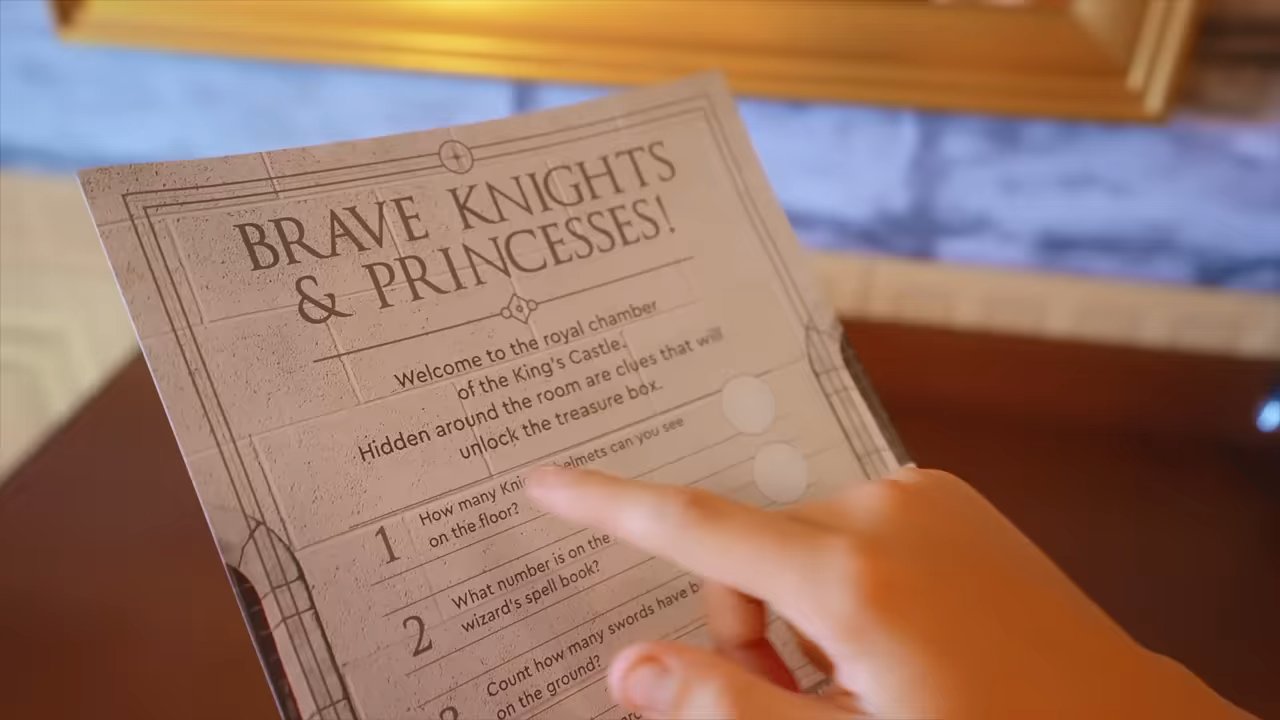 BRAVE KNIGHTS
& PRINCESSES!
Welcome to the royal chamber
of the King's Castle.
Hidden around the room are clues that will
unlock the treasure box.
1 How many elmets can you see
on the floor?
2 What number is on the
wizard's spell book?
Count how many swords have
on the ground?